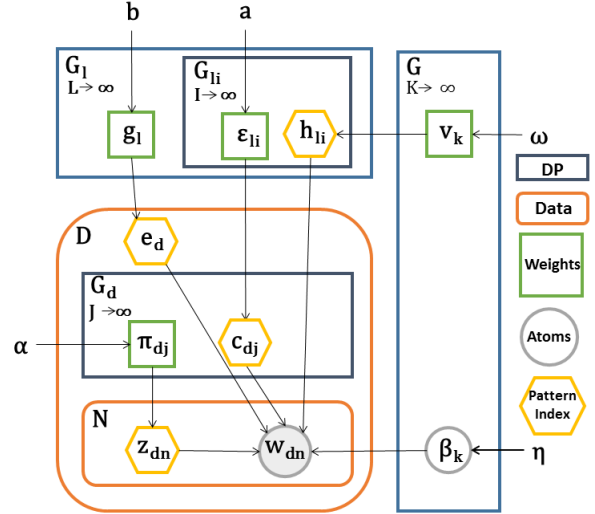 b
a
G_l
L→ ∞
G_li
I→ ∞
G
K→ ∞
g_l
ε_li
h_li
v_k
ω
DP
Data
D
e_d
Weights
G_d
J→∞
α
π_dj
c_dj
Atoms
N
z_dn
w_dn
β_k
η
Pattern
Index